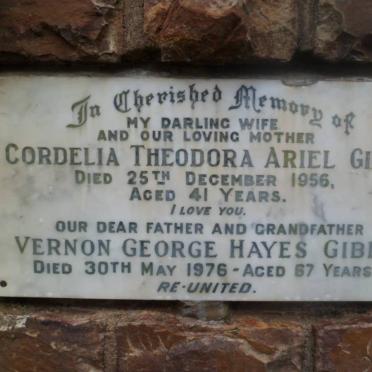 In Cherished Memory of
MY DARLING WIFE
AND OUR LOVING MOTHER
CORDELIA THEODORA ARIEL GI
DIED 25TH DECEMBER 1956,
AGED 41 YEARS.
I LOVE YOU.
OUR DEAR FATHER AND GRANDFATHER
VERNON GEORGE HAYES GIB
DIED 30TH MAY 1976 - AGED 67 YEARS
RE-UNITED.